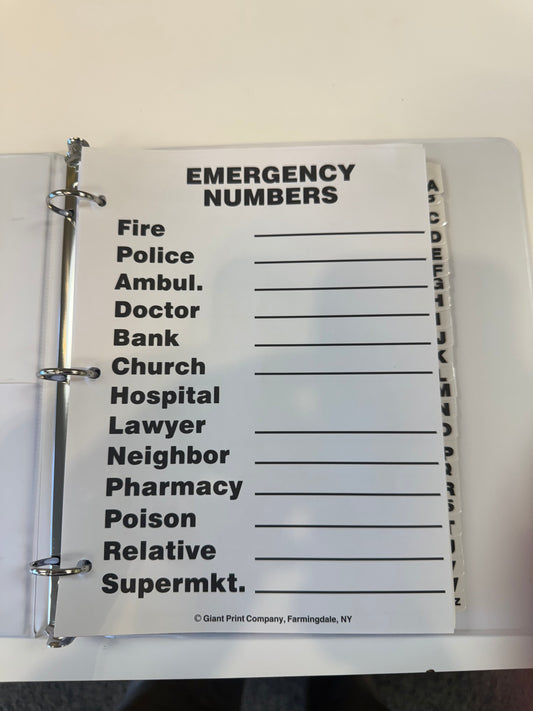 EMERGENCY
NUMBERS
Fire
Police
Ambul.
Doctor
Bank
Church
Hospital
Lawyer
Neighbor
Pharmacy
Poison
Relative
Supermkt.
© Giant Print Company, Farmingdale, NY
A
C
D
E
F
G
H
I
J
K
L
M
N
O
P
Q
R
S
T
Z